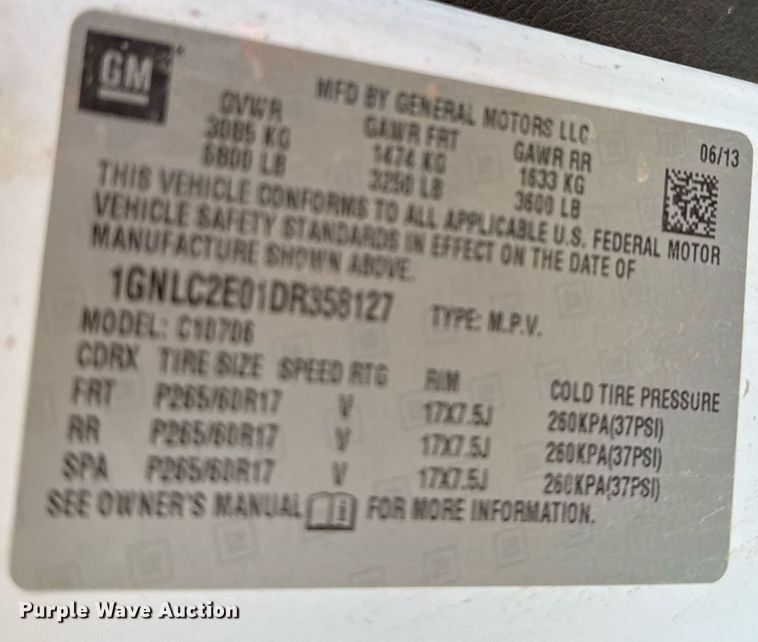 GM
MFD BY GENERAL MOTORS LLC
06/13
GVWR GAWR FRT GAWR RR
3085 KG 1474 KG 1633 KG
6800 LB 3250 LB 3600 LB
THIS VEHICLE CONFORMS TO ALL APPLICABLE U.S. FEDERAL MOTOR
VEHICLE SAFETY STANDARDS IN EFFECT ON THE DATE OF
MANUFACTURE SHOWN ABOVE.
1GNLC2E01DR358127 TYPE: M.P.V.
MODEL: C10706
CDRX TIRE SIZE SPEED RTG RIM COLD TIRE PRESSURE
FRT P265/60R17 V 17X7.5J 260KPA(37PSI)
RR P265/60R17 V 17X7.5J 260KPA(37PSI)
SPA P265/60R17 V 17X7.5J 260KPA(37PSI)
SEE OWNER'S MANUAL i FOR MORE INFORMATION.
Purple Wave Auction